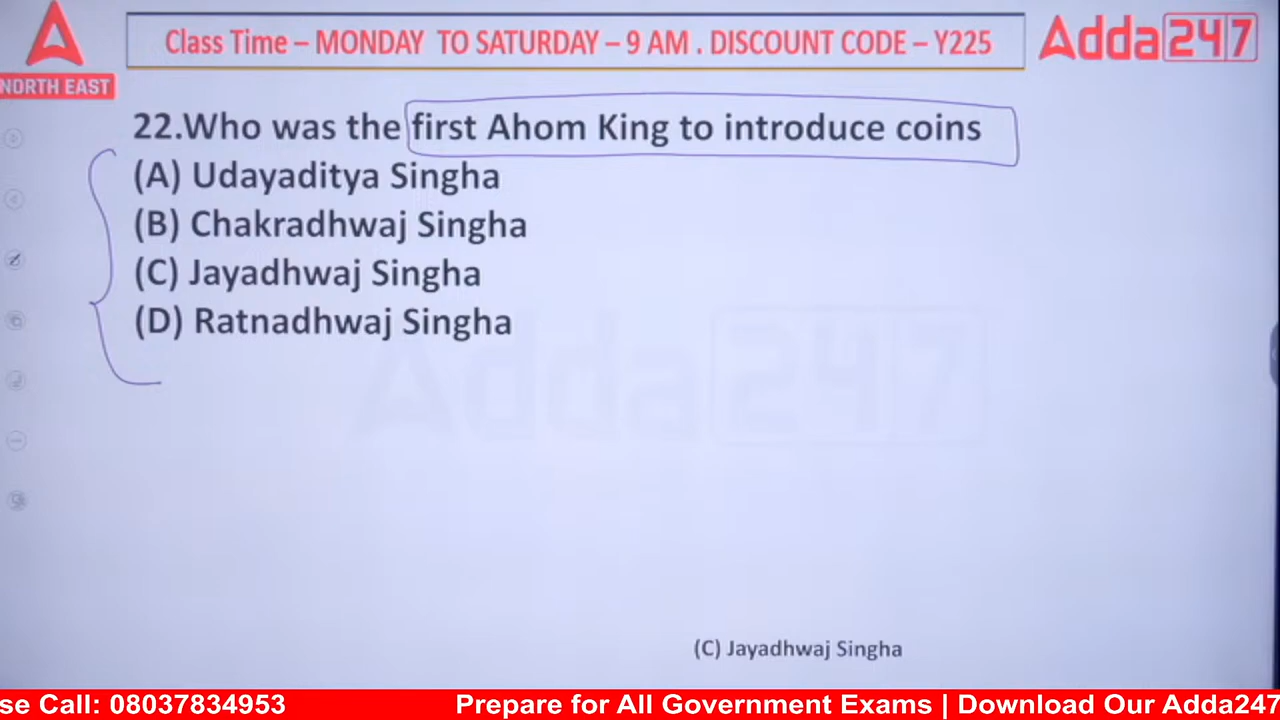 Class Time – MONDAY TO SATURDAY – 9 AM . DISCOUNT CODE – Y225
Adda247
NORTH EAST
22.Who was the first Ahom King to introduce coins
(A) Udayaditya Singha
(B) Chakradhwaj Singha
(C) Jayadhwaj Singha
(D) Ratnadhwaj Singha
Adda247
(C) Jayadhwaj Singha
se Call: 08037834953 Prepare for All Government Exams | Download Our Adda247